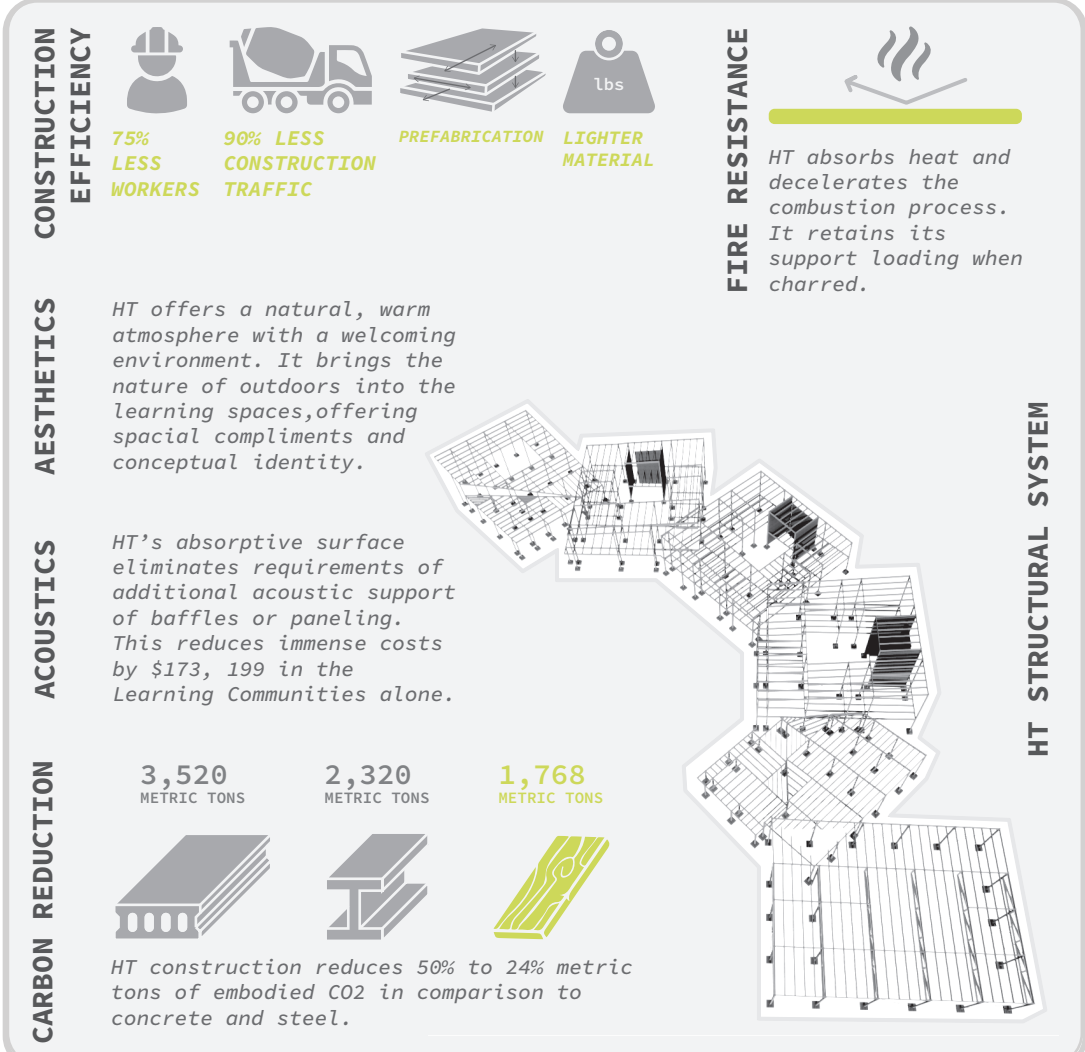 CONSTRUCTION
EFFICIENCY
75%
LESS
WORKERS
90% LESS
CONSTRUCTION
TRAFFIC
PREFABRICATION
lbs
LIGHTER
MATERIAL
FIRE RESISTANCE
HT absorbs heat and
decelerates the
combustion process.
It retains its
support loading when
charred.
AESTHETICS
HT offers a natural, warm
atmosphere with a welcoming
environment. It brings the
nature of outdoors into the
learning spaces,offering
spacial compliments and
conceptual identity.
ACOUSTICS
HT’s absorptive surface
eliminates requirements of
additional acoustic support
of baffles or paneling.
This reduces immense costs
by $173, 199 in the
Learning Communities alone.
HT STRUCTURAL SYSTEM
CARBON REDUCTION
3,520
METRIC TONS
2,320
METRIC TONS
1,768
METRIC TONS
HT construction reduces 50% to 24% metric
tons of embodied CO2 in comparison to
concrete and steel.